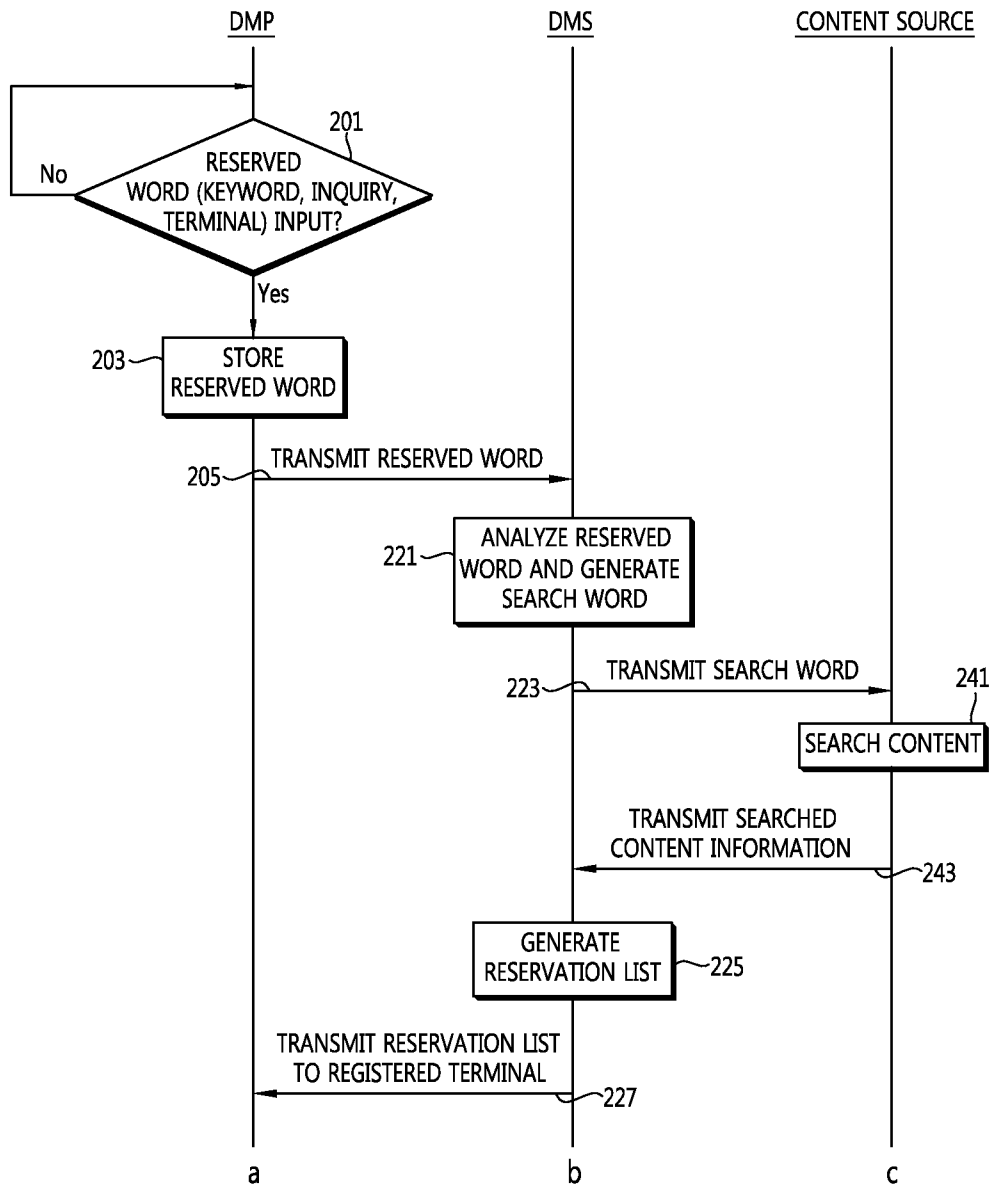 DMP
DMS
CONTENT SOURCE
201
RESERVED
WORD (KEYWORD, INQUIRY,
TERMINAL) INPUT?
No
Yes
203
STORE
RESERVED WORD
TRANSMIT RESERVED WORD
205
221
ANALYZE RESERVED
WORD AND GENERATE
SEARCH WORD
TRANSMIT SEARCH WORD
223
241
SEARCH CONTENT
TRANSMIT SEARCHED
CONTENT INFORMATION
243
GENERATE
RESERVATION LIST
225
TRANSMIT RESERVATION LIST
TO REGISTERED TERMINAL
227
a
b
c